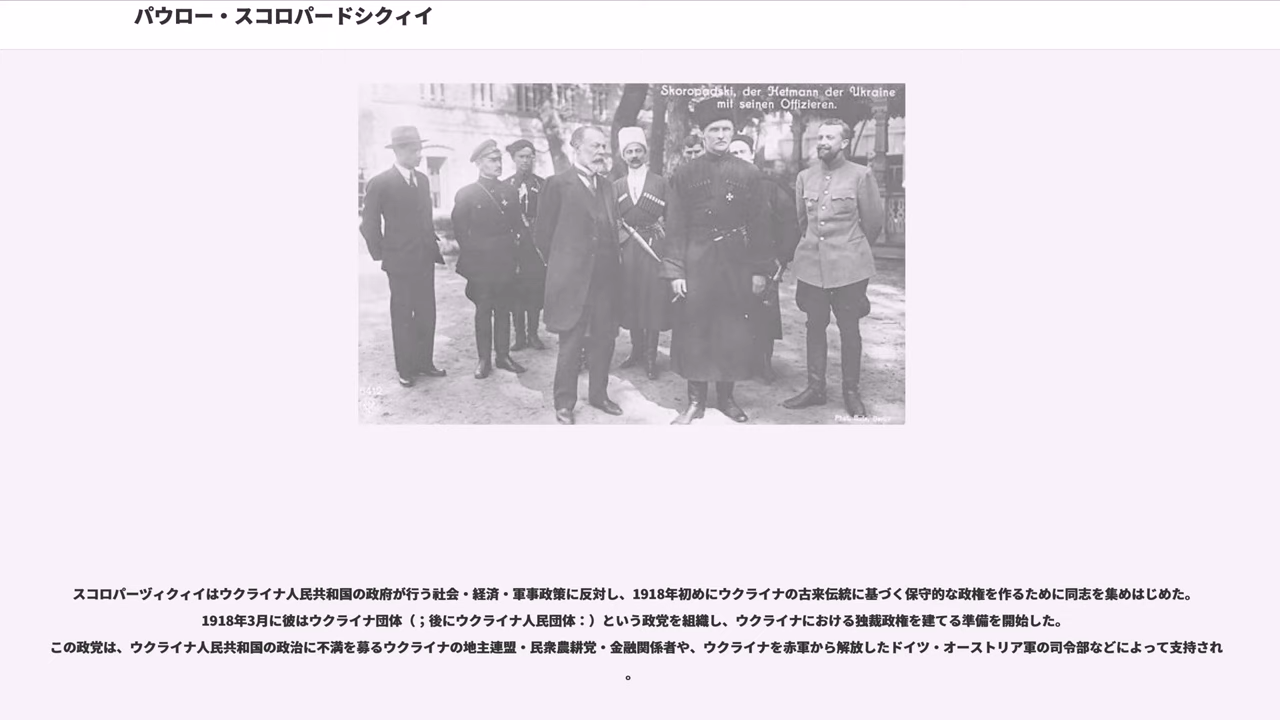 パウロー・スコロパードシクィイ
Skoropadski, der Hetmann der Ukraine
mit seinen Offizieren.
スコロパーヅィクィイはウクライナ人民共和国の政府が行う社会・経済・軍事政策に反対し、1918年初めにウクライナの古来伝統に基づく保守的な政権を作るために同志を集めはじめた。
1918年3月に彼はウクライナ団体（；後にウクライナ人民団体：）という政党を組織し、ウクライナにおける独裁政権を建てる準備を開始した。
この政党は、ウクライナ人民共和国の政治に不満を募るウクライナの地主連盟・民衆農耕党・金融関係者や、ウクライナを赤軍から解放したドイツ・オーストリア軍の司令部などによって支持され
。